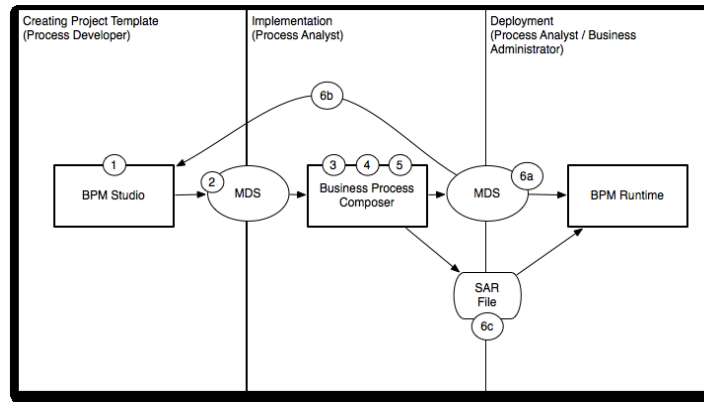 Creating Project Template
(Process Developer)
Implementation
(Process Analyst)
Deployment
(Process Analyst / Business
Administrator)
6b
1
BPM Studio
2
MDS
3
4
5
Business Process
Composer
MDS
6a
BPM Runtime
SAR
File
6c